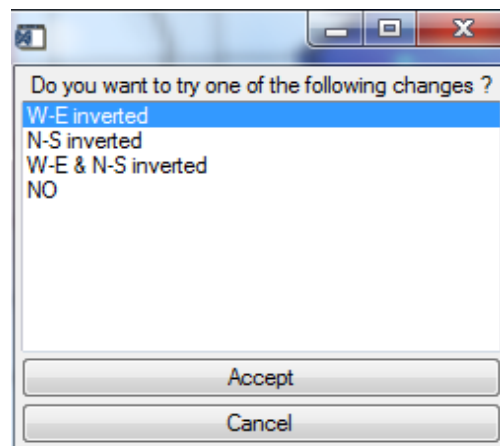 Do you want to try one of the following changes ?
W-E inverted
N-S inverted
W-E & N-S inverted
NO
Accept
Cancel